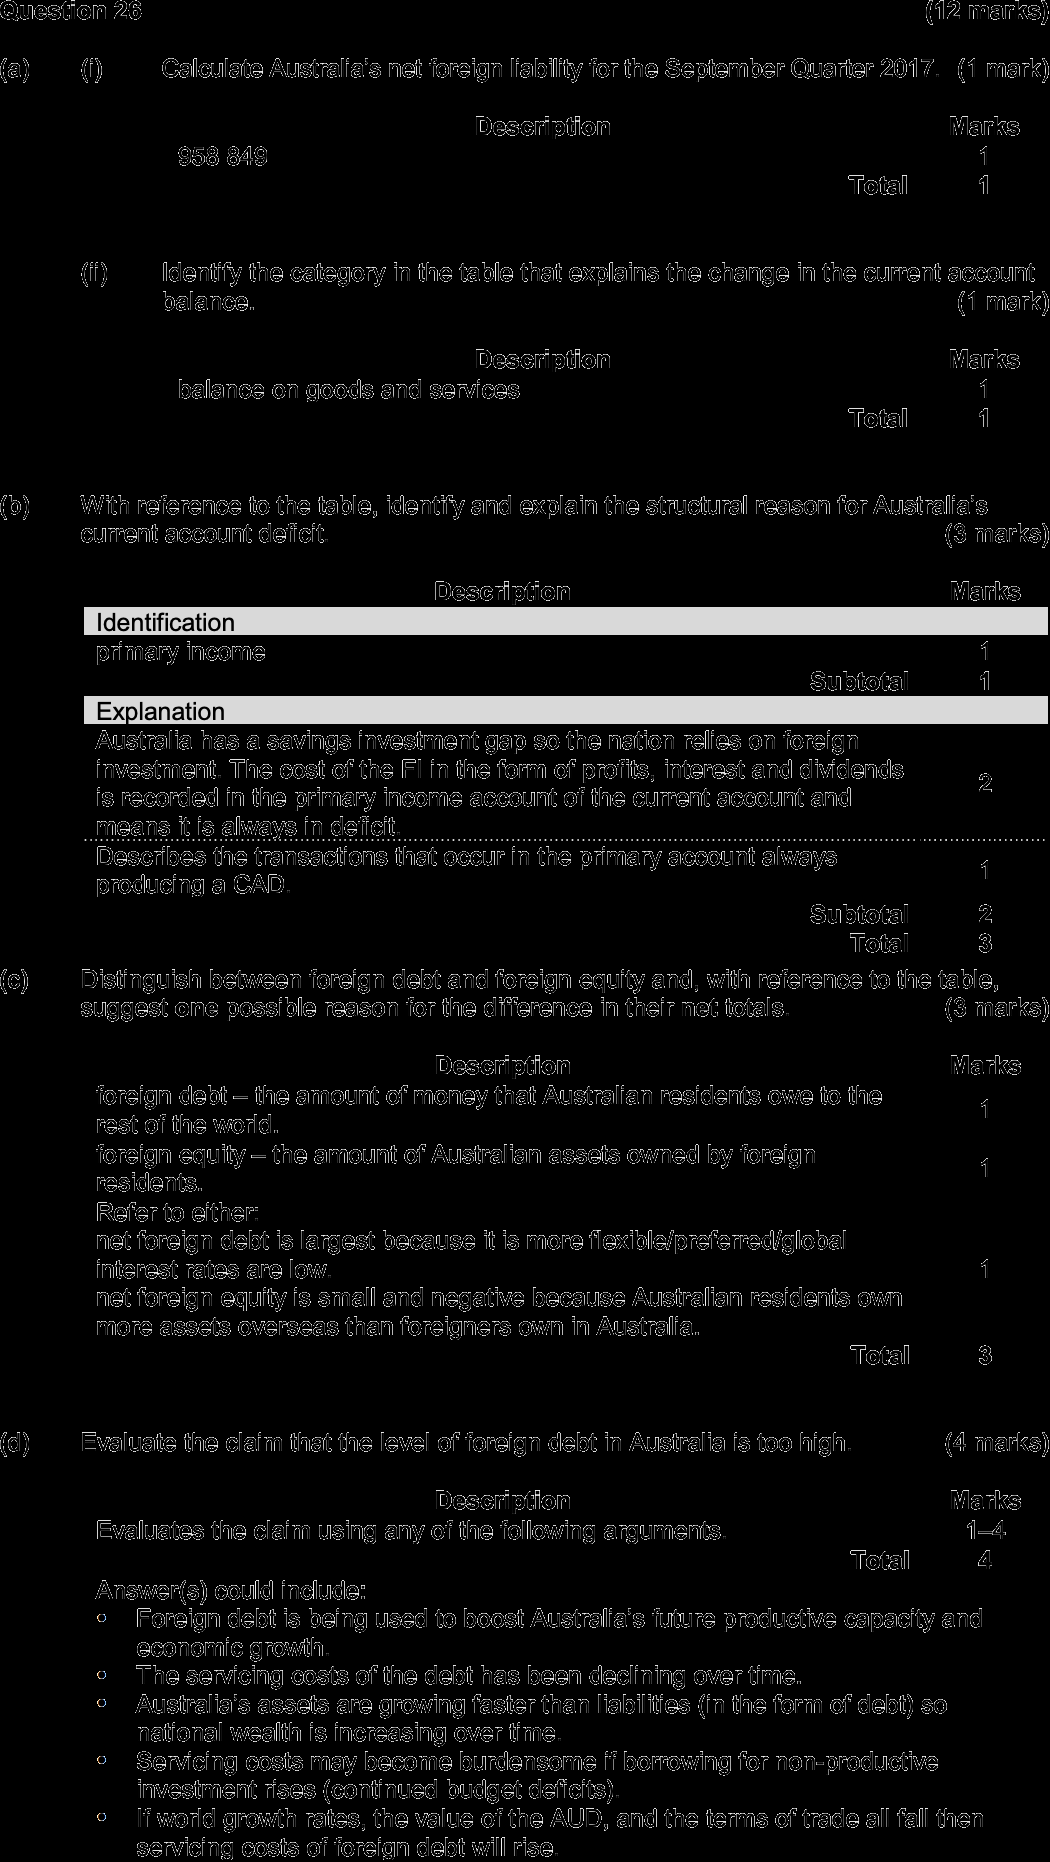 Question 26 (12 marks)
(a) (i) Calculate Australia's net foreign liability for the September Quarter 2017. (1 mark)
Description Marks
958 849 1
Total 1
(ii) Identify the category in the table that explains the change in the current account
balance. (1 mark)
Description Marks
balance on goods and services 1
Total 1
(b) With reference to the table, identify and explain the structural reason for Australia's
current account deficit. (3 marks)
Description Marks
Identification
primary income 1
Subtotal 1
Explanation
Australia has a savings investment gap so the nation relies on foreign
investment. The cost of the FI in the form of profits, interest and dividends
is recorded in the primary income account of the current account and
means it is always in deficit.
2
Describes the transactions that occur in the primary account always
producing a CAD.
1
Subtotal 2
Total 3
(c) Distinguish between foreign debt and foreign equity and, with reference to the table,
suggest one possible reason for the difference in their net totals. (3 marks)
Description Marks
foreign debt – the amount of money that Australian residents owe to the
rest of the world.
1
foreign equity – the amount of Australian assets owned by foreign
residents.
1
Refer to either:
net foreign debt is largest because it is more flexible/preferred/global
interest rates are low.
1
net foreign equity is small and negative because Australian residents own
more assets overseas than foreigners own in Australia.
Total 3
(d) Evaluate the claim that the level of foreign debt in Australia is too high. (4 marks)
Description Marks
Evaluates the claim using any of the following arguments. 1–4
Total 4
Answer(s) could include:
• Foreign debt is being used to boost Australia's future productive capacity and
economic growth.
• The servicing costs of the debt has been declining over time.
• Australia's assets are growing faster than liabilities (in the form of debt) so
national wealth is increasing over time.
• Servicing costs may become burdensome if borrowing for non-productive
investment rises (continued budget deficits).
• If world growth rates, the value of the AUD, and the terms of trade all fall then
servicing costs of foreign debt will rise.